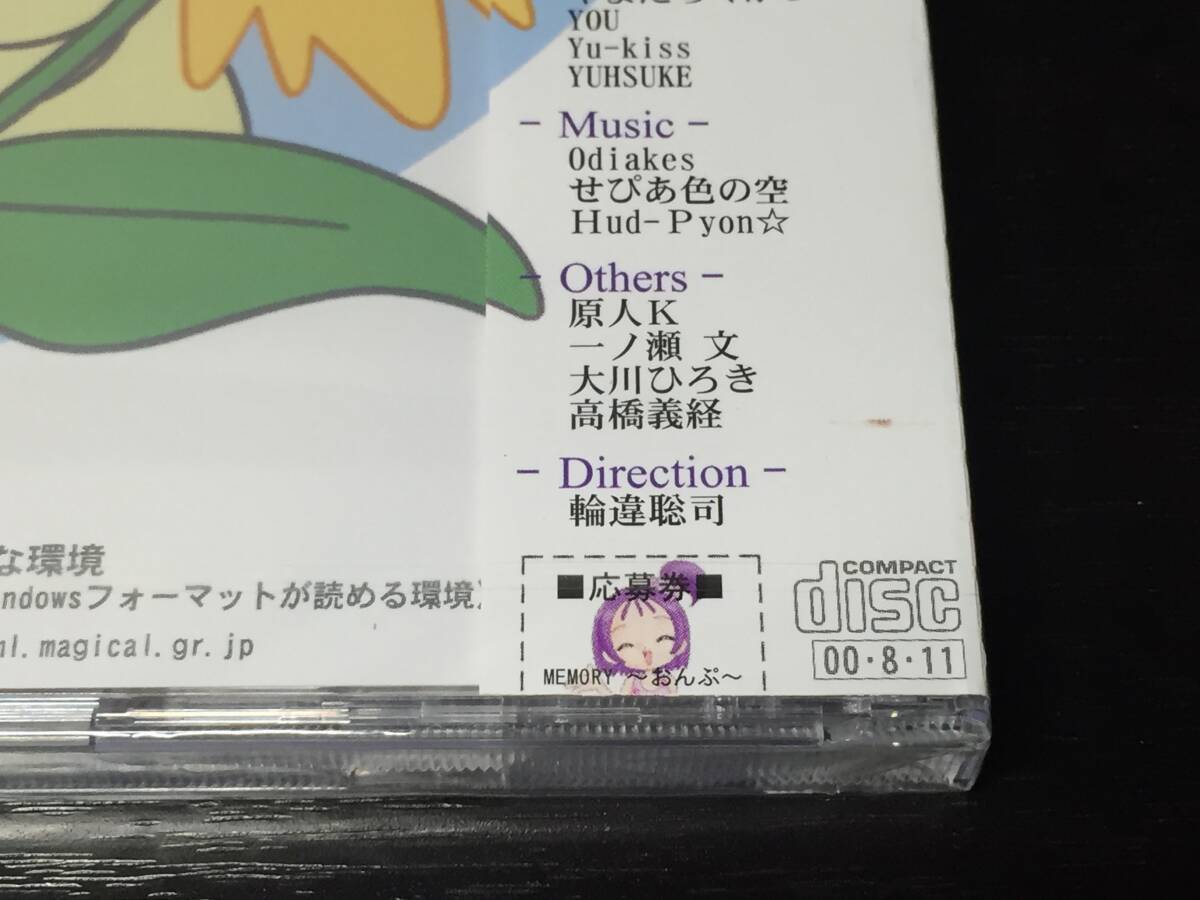 YOU
Yu-kiss
YUHSUKE
- Music -
Odiakes
せぴあ色の空
Hud-Pyon☆
- Others -
原人K
一ノ瀬 文
大川ひろき
高橋義経
- Direction -
輪違聡司
な環境
ndowsフォーマットが読める環境)
ml.magical.gr.jp
■応募券■
MEMORY ～おんぷ～
COMPACT
disc
00・8・11